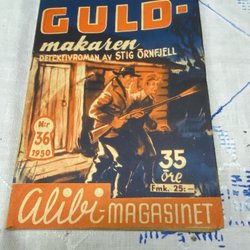 GULD-
makaren
DETEKTIVROMAN AV STIG ÖRNFJELL
Nr
36
1950
35
öre
Fmk. 25:—
Alibi-MAGASINET